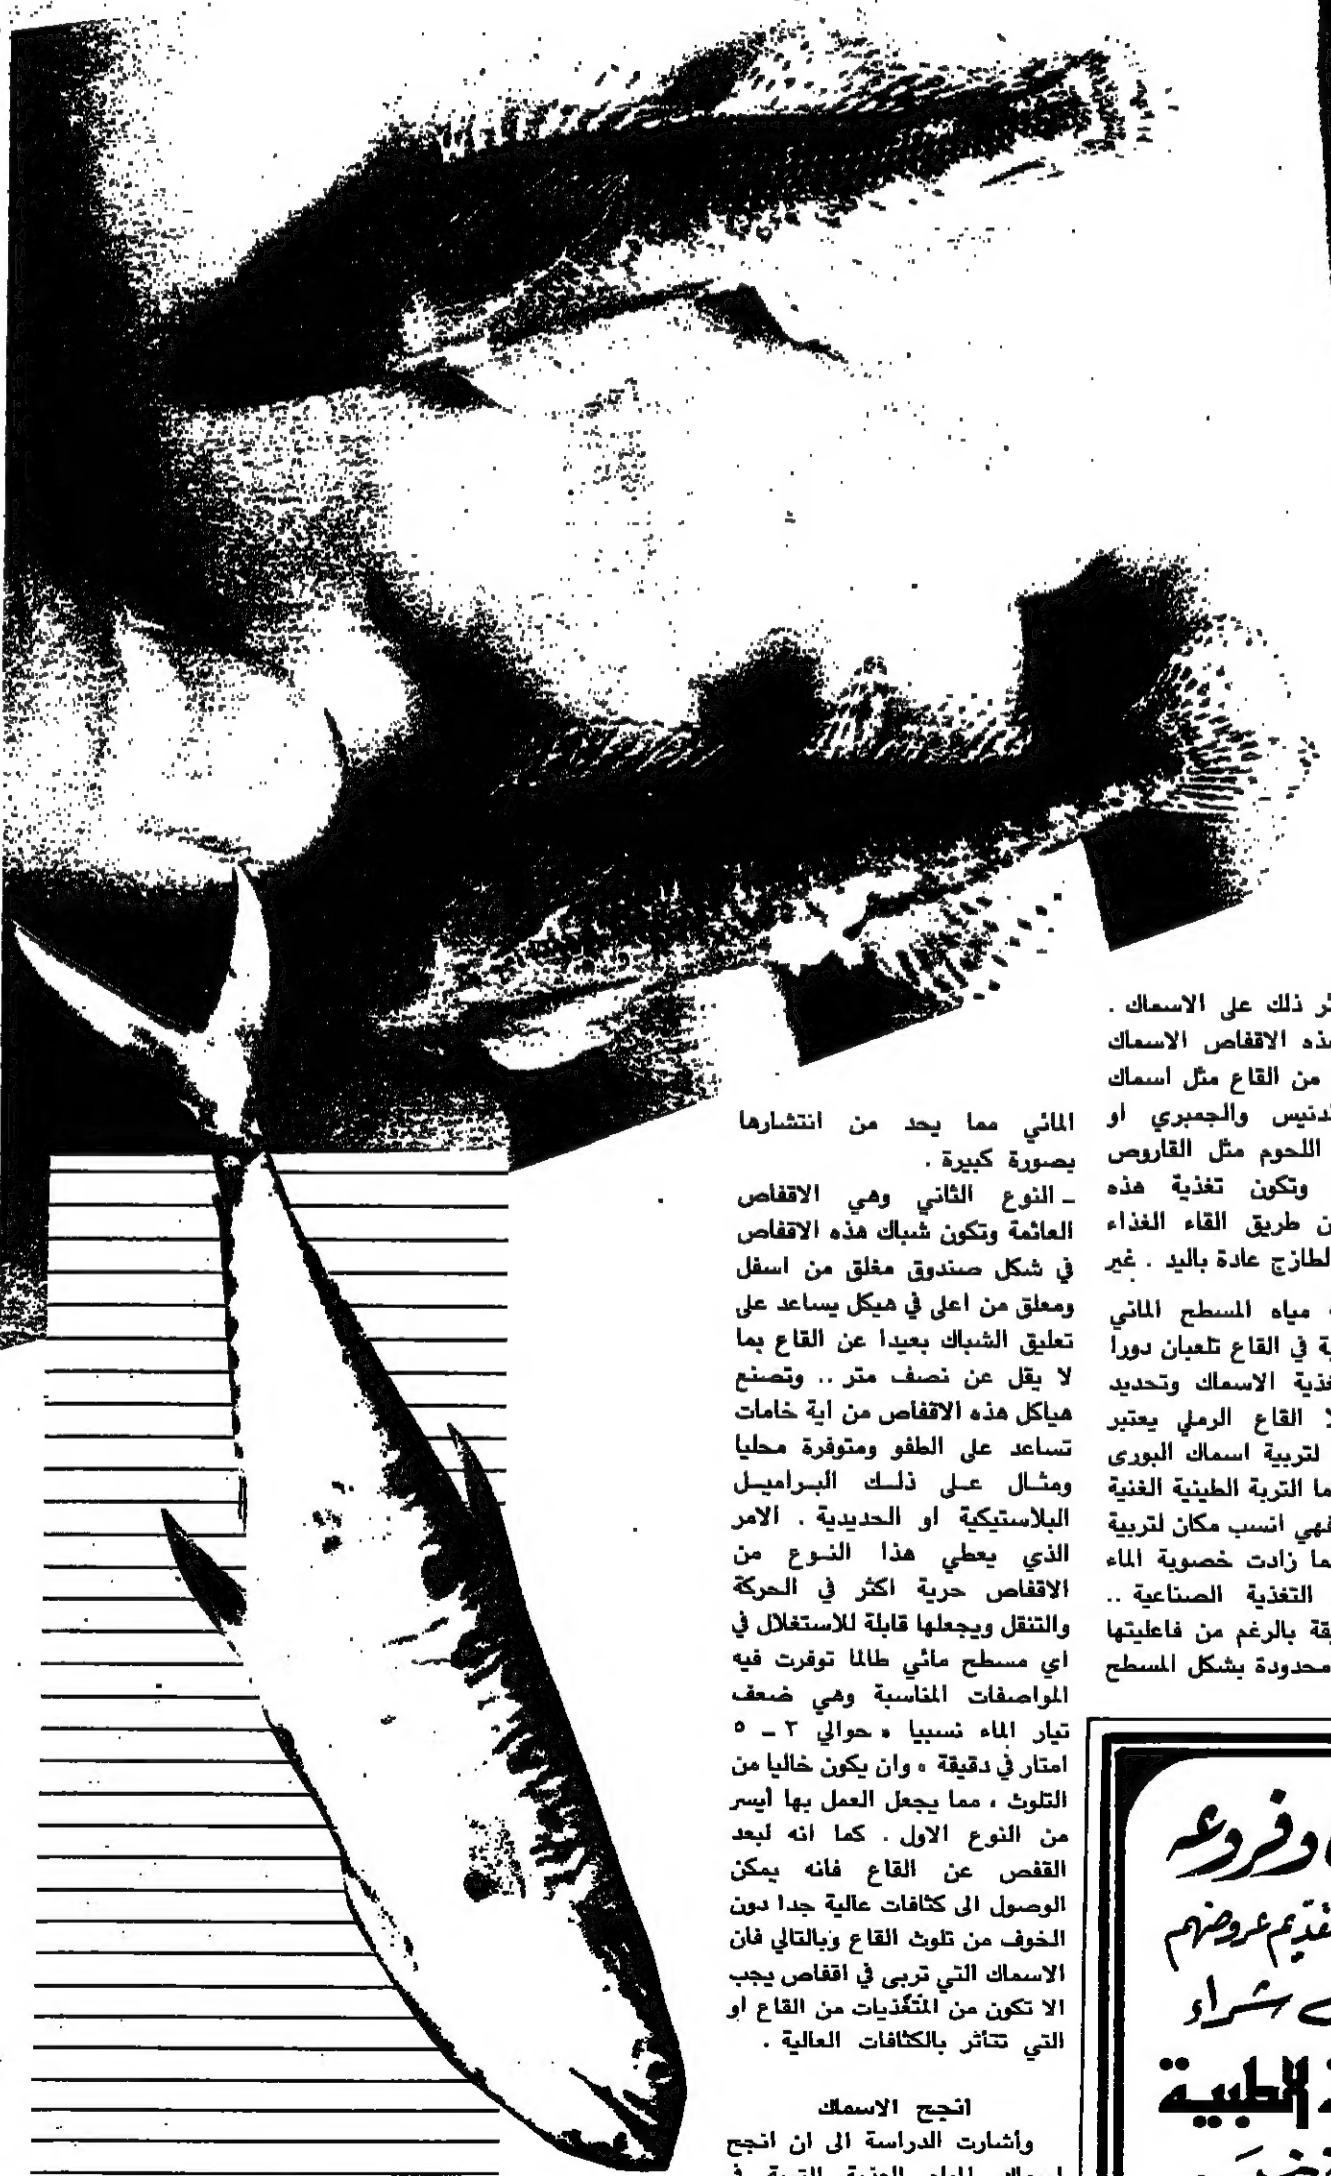 ذلك على الاسماك .
الاقفاص الاسماك
من القاع مثل اسماك
والجمبري او
اللحوم مثل القاروص
وتكون تغذية هذه
طريق القاء الغذاء
الطازج عادة باليد . غير
مياه المسطح المائي
في القاع تلعبان دورا
الاسماك وتحديد
القاع الرملي يعتبر
لتربية اسماك البورى
التربة الطينية الغنية
فهي انسب مكان لتربية
زادت خصوبة الماء
التغذية الصناعية ..
بالرغم من فاعليتها
محدودة بشكل المسطح
المائي مما يحد من انتشارها
بصورة كبيرة .
ـ النوع الثاني وهي الاقفاص
العائمة وتكون شباك هذه الاقفاص
في شكل صندوق مغلق من اسفل
ومعلق من اعلى في هيكل يساعد على
تعليق الشباك بعيدا عن القاع بما
لا يقل عن نصف متر .. وتصنع
هياكل هذه الاقفاص من اية خامات
تساعد على الطفو ومتوفرة محليا
ومثال على ذلك البراميل
البلاستيكية او الحديدية . الامر
الذي يعطي هذا النوع من
الاقفاص حرية اكثر في الحركة
والتنقل ويجعلها قابلة للاستغلال في
اي مسطح مائي طالما توفرت فيه
المواصفات المناسبة وهي ضعف
تيار الماء نسبيا « حوالي ٣ ـ ٥
امتار في دقيقة » وان يكون خاليا من
التلوث ، مما يجعل العمل بها أيسر
من النوع الاول . كما انه لبعد
القفص عن القاع فانه يمكن
الوصول الى كثافات عالية جدا دون
الخوف من تلوث القاع وبالتالي فان
الاسماك التي تربى في اقفاص يجب
الا تكون من المتغّذيات من القاع او
التي تتأثر بالكثافات العالية .
انجح الاسماك
وأشارت الدراسة الى ان انجح
وفروعه
عروضهم
شراء
الطبية